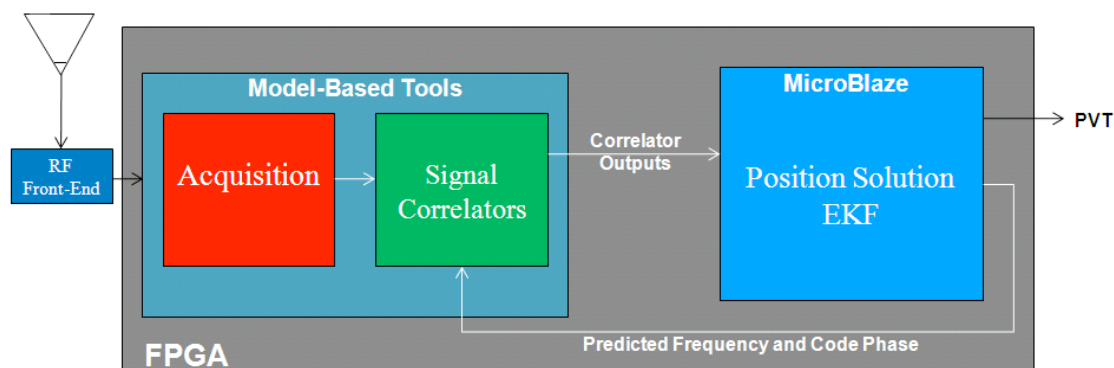 Model-Based Tools
MicroBlaze
RF
Front-End
Acquisition
Signal
Correlators
Correlator
Outputs
Position Solution
EKF
PVT
Predicted Frequency and Code Phase
FPGA